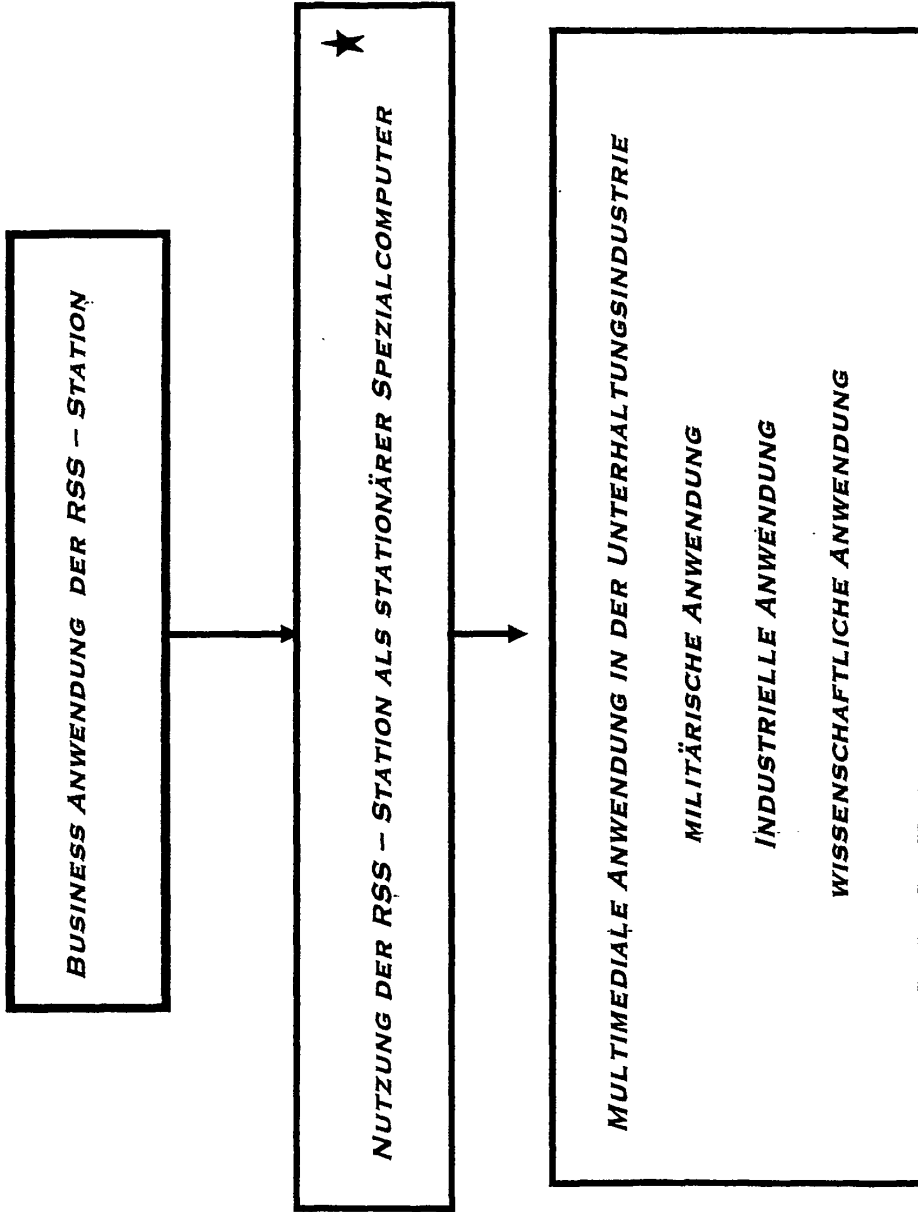 BUSINESS ANWENDUNG DER RSS – STATION
NUTZUNG DER RSS – STATION ALS STATIONÄRER SPEZIALCOMPUTER
MULTIMEDIALE ANWENDUNG IN DER UNTERHALTUNGSINDUSTRIE
MILITÄRISCHE ANWENDUNG
INDUSTRIELLE ANWENDUNG
WISSENSCHAFTLICHE ANWENDUNG